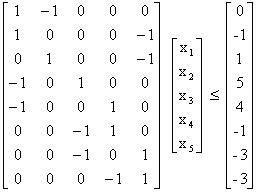 1 -1 0 0 0 0
1 0 0 0 -1 -1
0 1 0 0 -1 x₁ 1
-1 0 1 0 0 x₂ 5
-1 0 0 1 0 x₃ ≤ 4
0 0 -1 1 0 x₄ -1
0 0 -1 0 1 x₅ -3
0 0 0 -1 1 -3